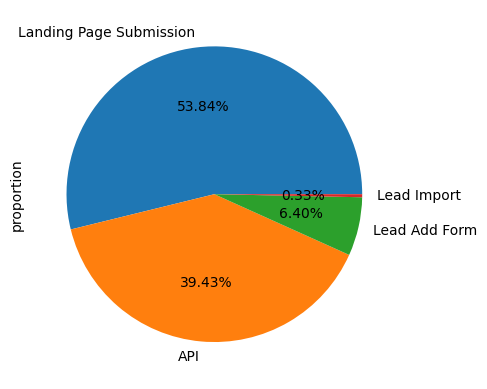 Landing Page Submission
53.84%
proportion
0.33%
Lead Import
6.40%
Lead Add Form
39.43%
API